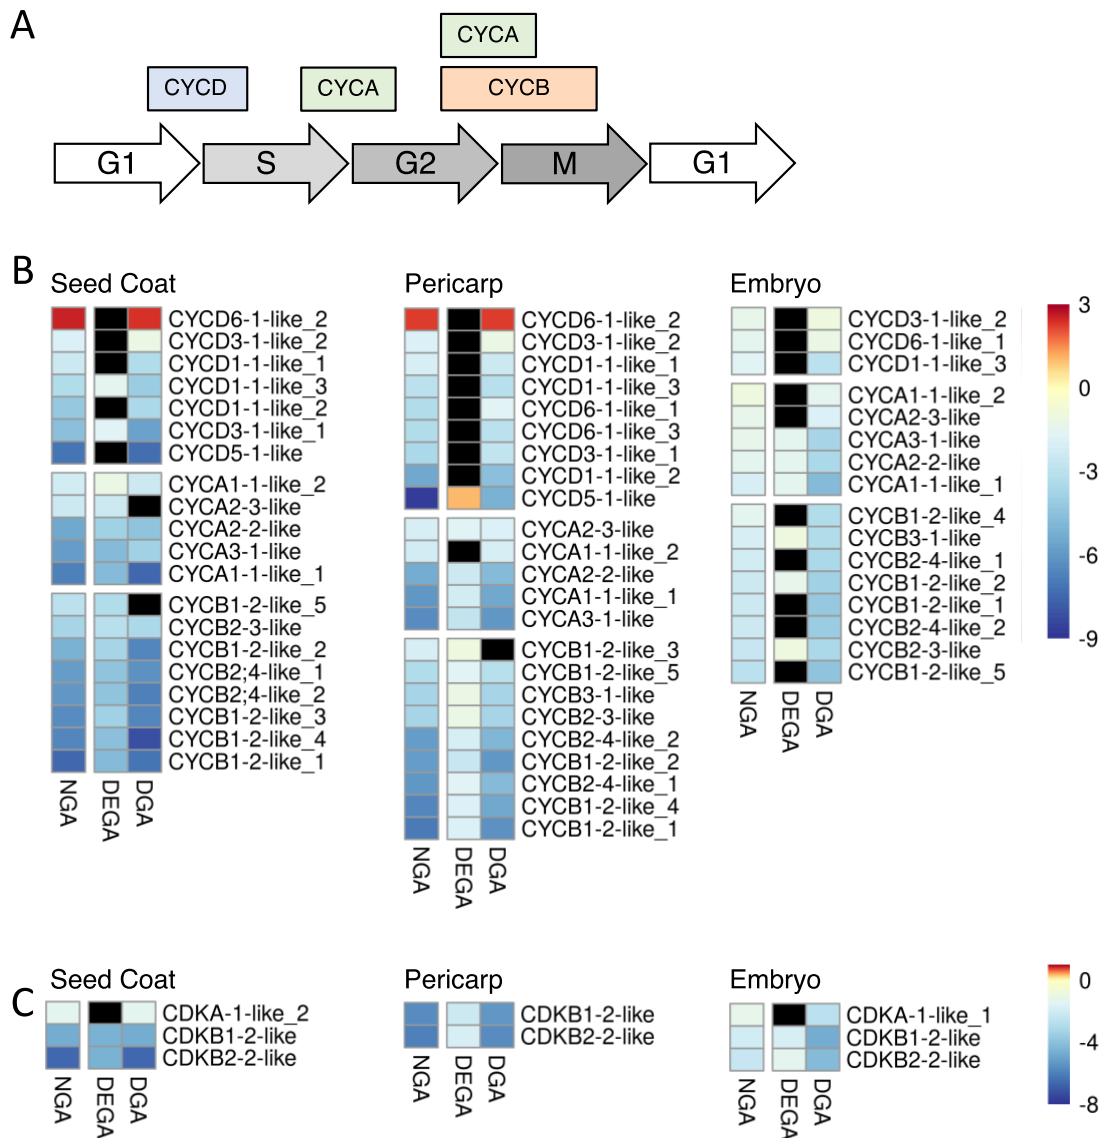 A
CYCA
CYCD
CYCA
CYCB
G1
S
G2
M
G1
B
Seed Coat
CYCD6-1-like_2
CYCD3-1-like_2
CYCD1-1-like_1
CYCD1-1-like_3
CYCD1-1-like_2
CYCD3-1-like_1
CYCD5-1-like
CYCA1-1-like_2
CYCA2-3-like
CYCA2-2-like
CYCA3-1-like
CYCA1-1-like_1
CYCB1-2-like_5
CYCB2-3-like
CYCB1-2-like_2
CYCB2;4-like_1
CYCB2;4-like_2
CYCB1-2-like_3
CYCB1-2-like_4
CYCB1-2-like_1
NGA
DEGA
DGA
Pericarp
CYCD6-1-like_2
CYCD3-1-like_2
CYCD1-1-like_1
CYCD1-1-like_3
CYCD6-1-like_1
CYCD6-1-like_3
CYCD3-1-like_1
CYCD1-1-like_2
CYCD5-1-like
CYCA2-3-like
CYCA1-1-like_2
CYCA2-2-like
CYCA1-1-like_1
CYCA3-1-like
CYCB1-2-like_3
CYCB1-2-like_5
CYCB3-1-like
CYCB2-3-like
CYCB2-4-like_2
CYCB1-2-like_2
CYCB2-4-like_1
CYCB1-2-like_4
CYCB1-2-like_1
NGA
DEGA
DGA
Embryo
CYCD3-1-like_2
CYCD6-1-like_1
CYCD1-1-like_3
CYCA1-1-like_2
CYCA2-3-like
CYCA3-1-like
CYCA2-2-like
CYCA1-1-like_1
CYCB1-2-like_4
CYCB3-1-like
CYCB2-4-like_1
CYCB1-2-like_2
CYCB1-2-like_1
CYCB2-4-like_2
CYCB2-3-like
CYCB1-2-like_5
NGA
DEGA
DGA
3
0
-3
-6
-9
C
Seed Coat
CDKA-1-like_2
CDKB1-2-like
CDKB2-2-like
NGA
DEGA
DGA
Pericarp
CDKB1-2-like
CDKB2-2-like
NGA
DEGA
DGA
Embryo
CDKA-1-like_1
CDKB1-2-like
CDKB2-2-like
NGA
DEGA
DGA
0
-4
-8